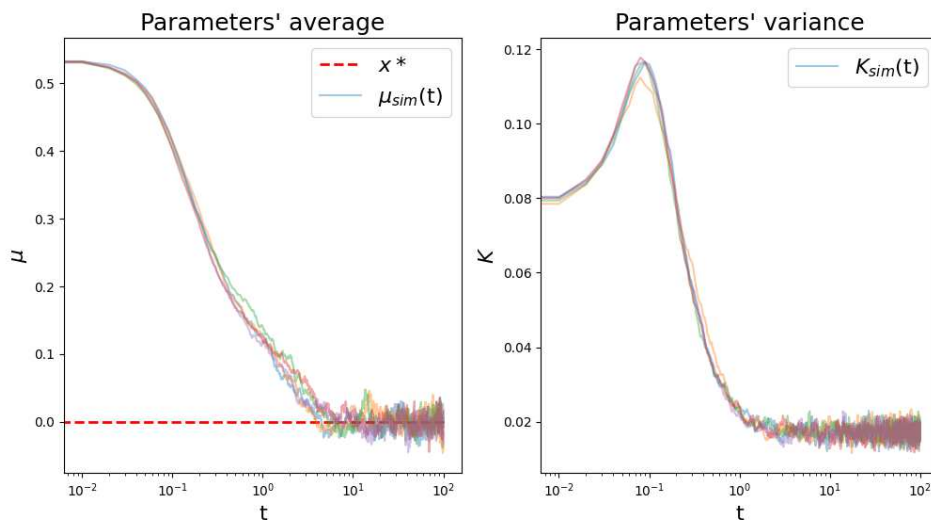 Parameters' average
Parameters' variance
x *
μsim(t)
Ksim(t)
μ
0.5
0.4
0.3
0.2
0.1
0.0
10⁻²
10⁻¹
10⁰
10¹
10²
t
K
0.12
0.10
0.08
0.06
0.04
0.02
10⁻²
10⁻¹
10⁰
10¹
10²
t